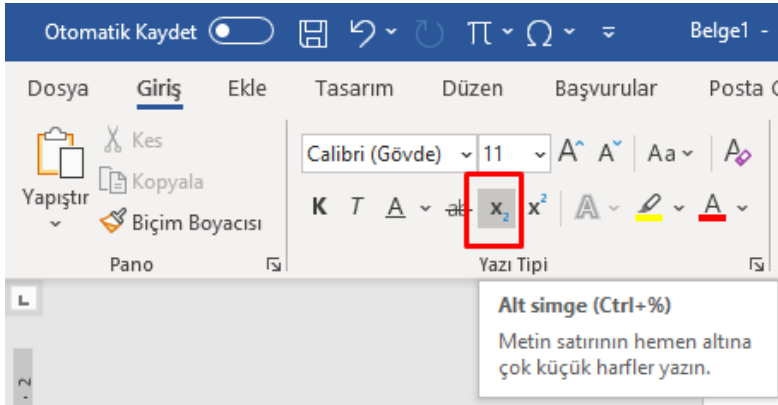 Otomatik Kaydet π Ω Belge1 -
Dosya Giriş Ekle Tasarım Düzen Başvurular Posta
Kes
Kopyala
Yapıştır
Biçim Boyacısı
Pano
Calibri (Gövde) 11 A A Aa A
K T A ab x₂ x² A A
Yazı Tipi
L
2
Alt simge (Ctrl+%)
Metin satırının hemen altına
çok küçük harfler yazın.